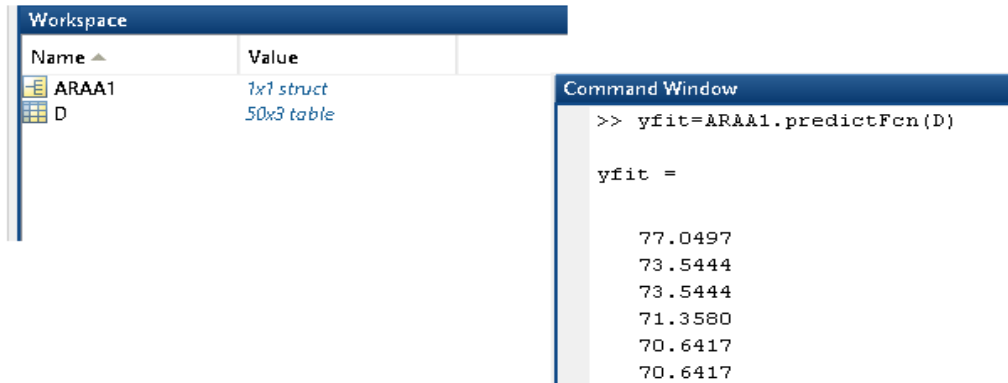 Workspace
Name Value
ARAA1 1x1 struct
D 50x3 table
Command Window
>> yfit=ARAA1.predictFcn(D)
yfit =
77.0497
73.5444
73.5444
71.3580
70.6417
70.6417